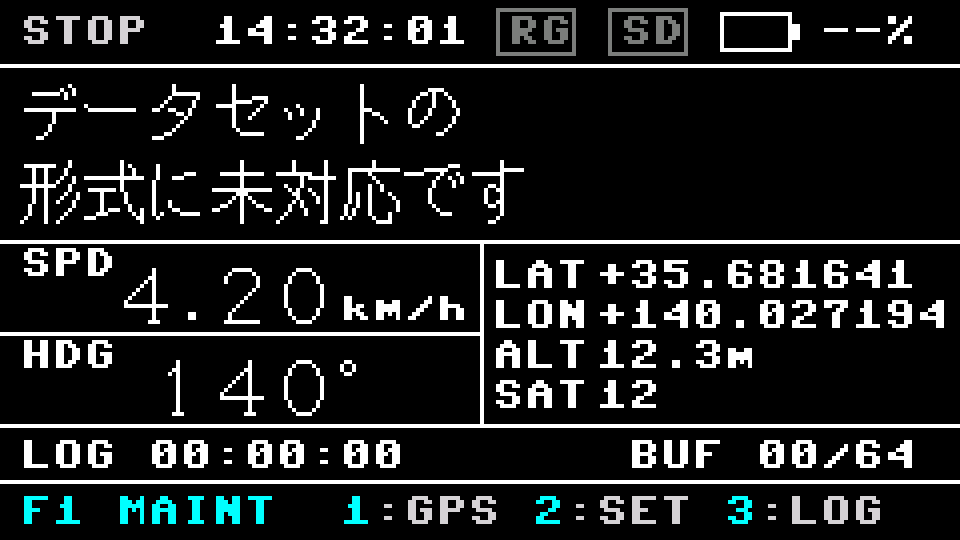 STOP 14:32:01 RG SD --%
データセットの
形式に未対応です
SPD 4.20 km/h
HDG 140°
LAT +35.681641
LON +140.027194
ALT 12.3m
SAT 12
LOG 00:00:00 BUF 00/64
F1 MAINT 1:GPS 2:SET 3:LOG